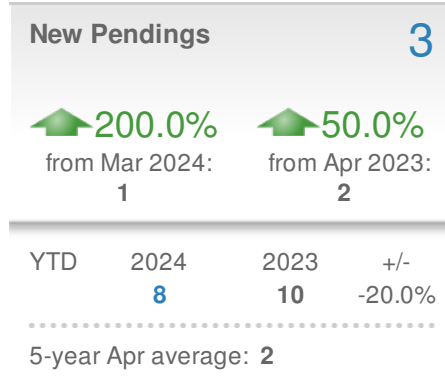 New Pendings 3
200.0% 50.0%
from Mar 2024: from Apr 2023:
1 2
YTD 2024 2023 +/-
8 10 -20.0%
5-year Apr average: 2